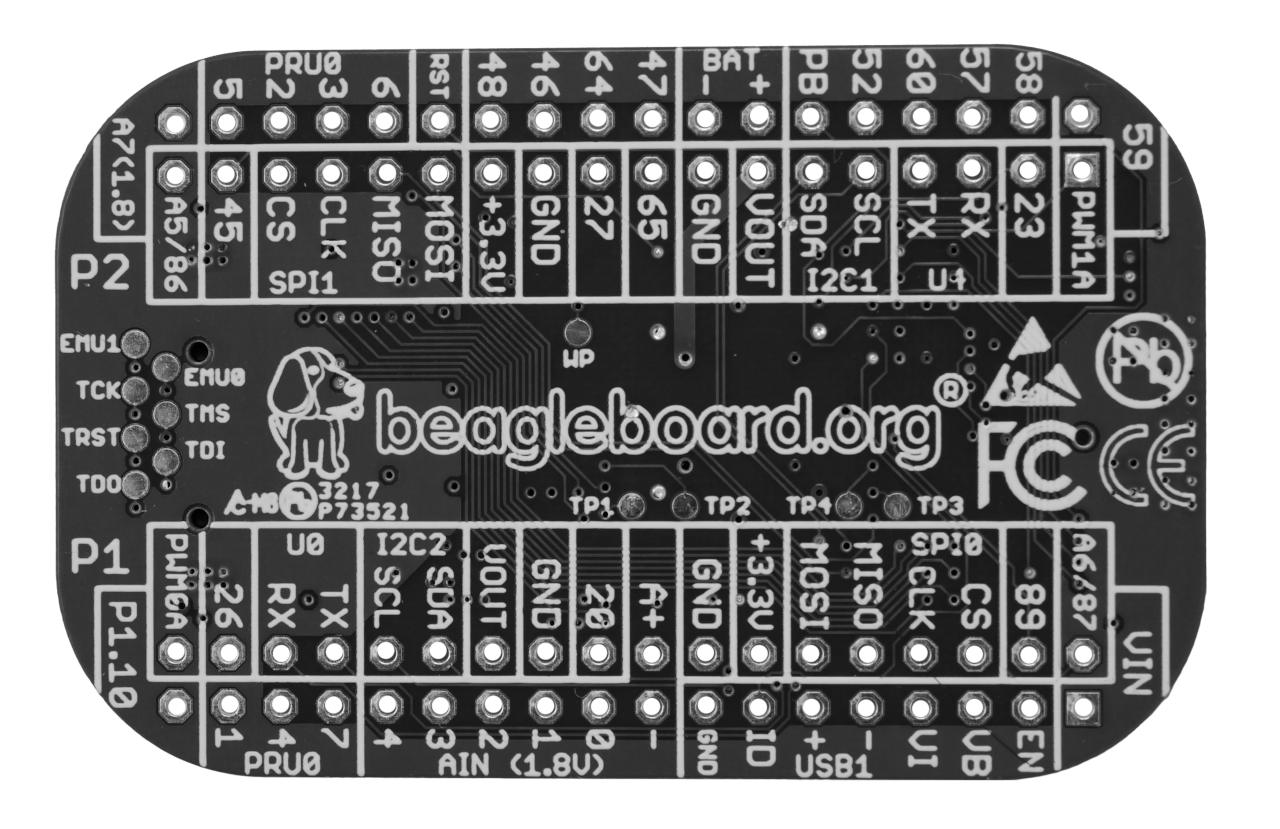 PRU0
BAT
5 2 3 6 RST 48 46 64 47 - + PB 52 60 57 58
A7(1.8)
59
A5/86 45 CS CLK MISO MOSI +3.3V GND 27 65 GND VOUT SDA SCL TX RX 23 PWM1A
P2
SPI1
I2C1
U4
EMU1
WP
EMU0
TCK
TMS
TRST
TDI
TDO
Pb
beagleboard.org®
FC
CE
3217
P73521
TP1
TP2
TP4
TP3
P1
U0
I2C2
SPI0
PWM0A 26 RX TX SCL SDA VOUT GND 20 A+ GND +3.3V MOSI MISO CLK CS 89 A6/87
P1.10
VIN
1 4 7 4 3 2 1 0 - GND ID + - VI VB EN
PRU0
AIN (1.8V)
USB1